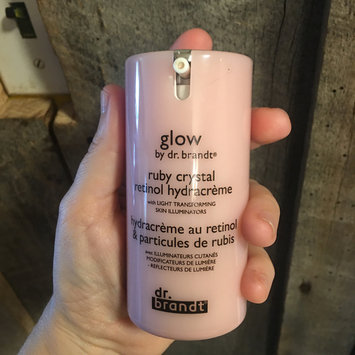 glow
by dr. brandt®
ruby crystal
retinol hydracrème
with LIGHT TRANSFORMING
SKIN ILLUMINATORS
hydracrème au retinol
& particules de rubis
avec ILLUMINATEURS CUTANÉS
MODIFICATEURS DE LUMIÈRE
- RÉFLECTEURS DE LUMIÈRE
dr.
brandt®